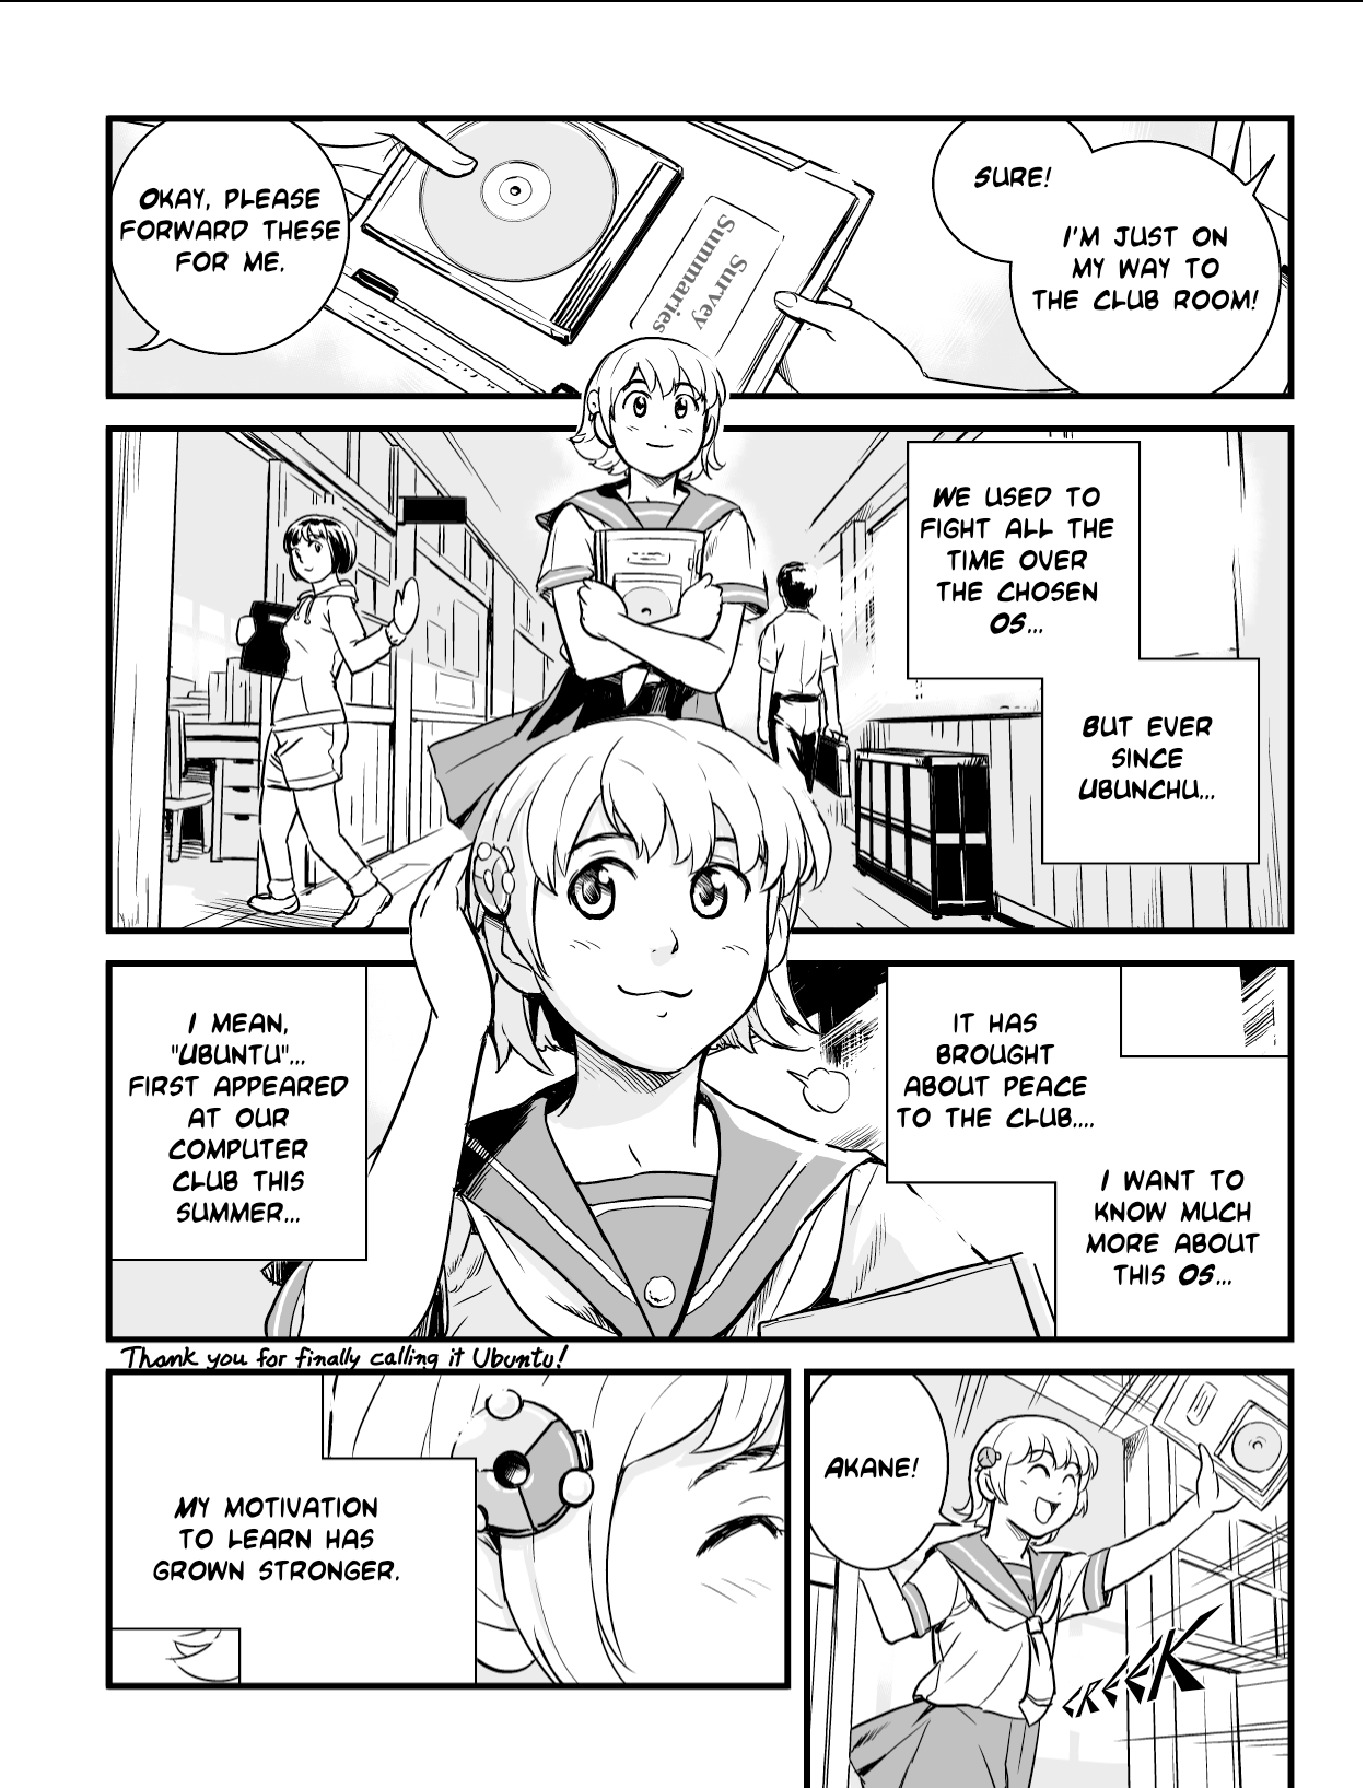 OKAY, PLEASE
FORWARD THESE
FOR ME.
Survey
Summmaries
SURE!
I'M JUST ON
MY WAY TO
THE CLUB ROOM!
WE USED TO
FIGHT ALL THE
TIME OVER
THE CHOSEN
OS...
BUT EVER
SINCE
UBUNCHU...
I MEAN,
"UBUNTU"...
FIRST APPEARED
AT OUR
COMPUTER
CLUB THIS
SUMMER...
IT HAS
BROUGHT
ABOUT PEACE
TO THE CLUB....
I WANT TO
KNOW MUCH
MORE ABOUT
THIS OS...
Thank you for finally calling it Ubuntu!
MY MOTIVATION
TO LEARN HAS
GROWN STRONGER.
AKANE!
CREEK